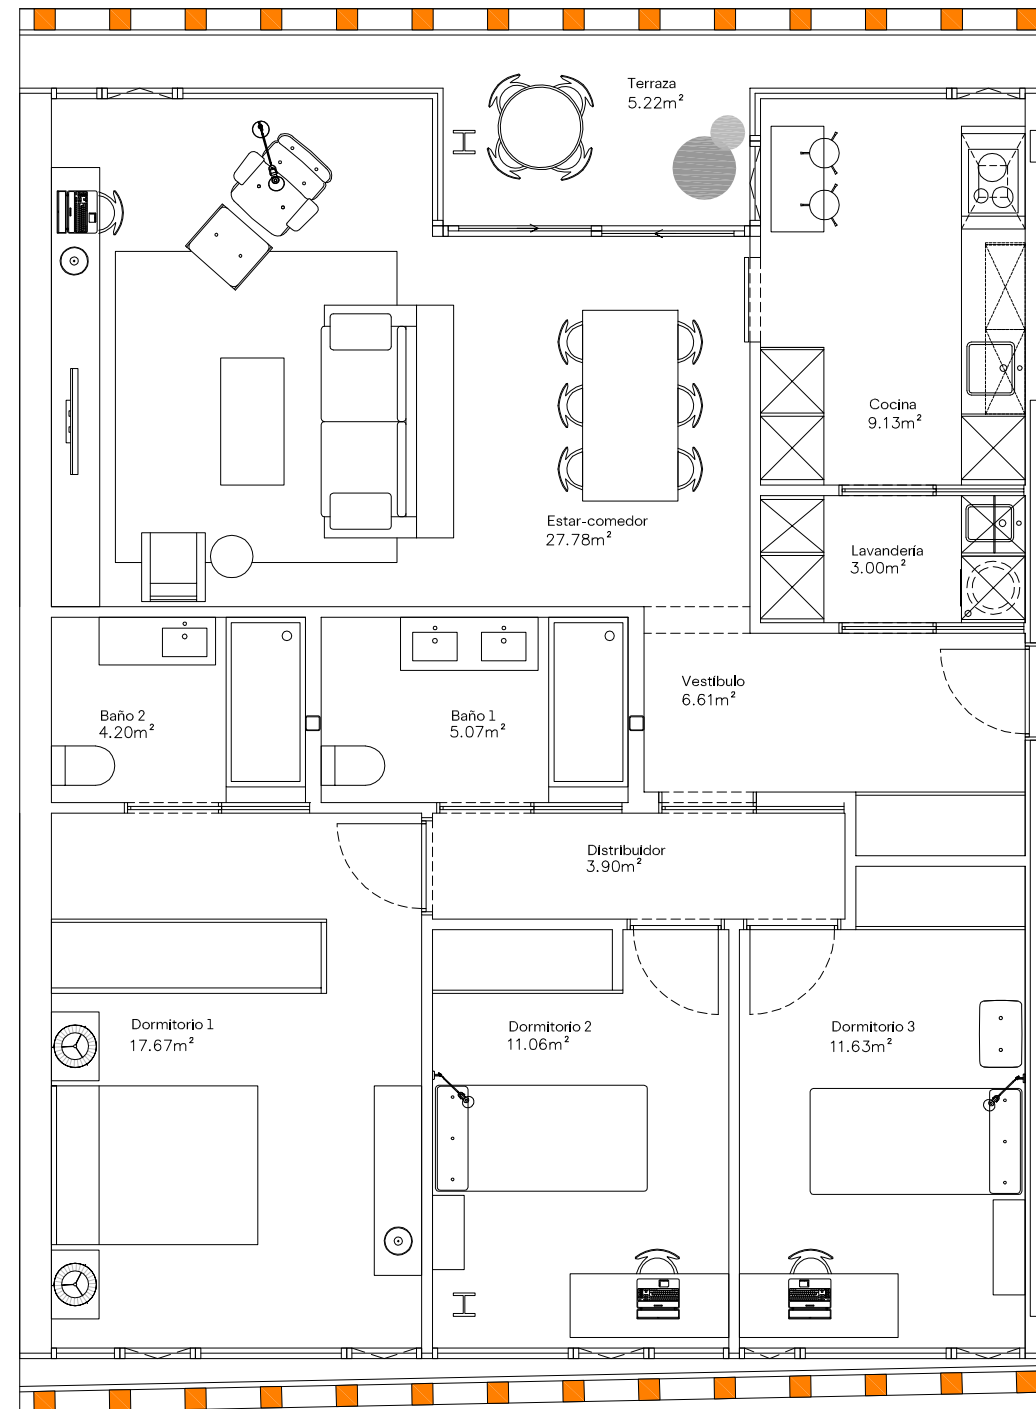 Terraza
5.22m²
Cocina
9.13m²
Estar-comedor
27.78m²
Lavandería
3.00m²
Vestíbulo
6.61m²
Baño 2
4.20m²
Baño 1
5.07m²
Distribuidor
3.90m²
Dormitorio 1
17.67m²
Dormitorio 2
11.06m²
Dormitorio 3
11.63m²